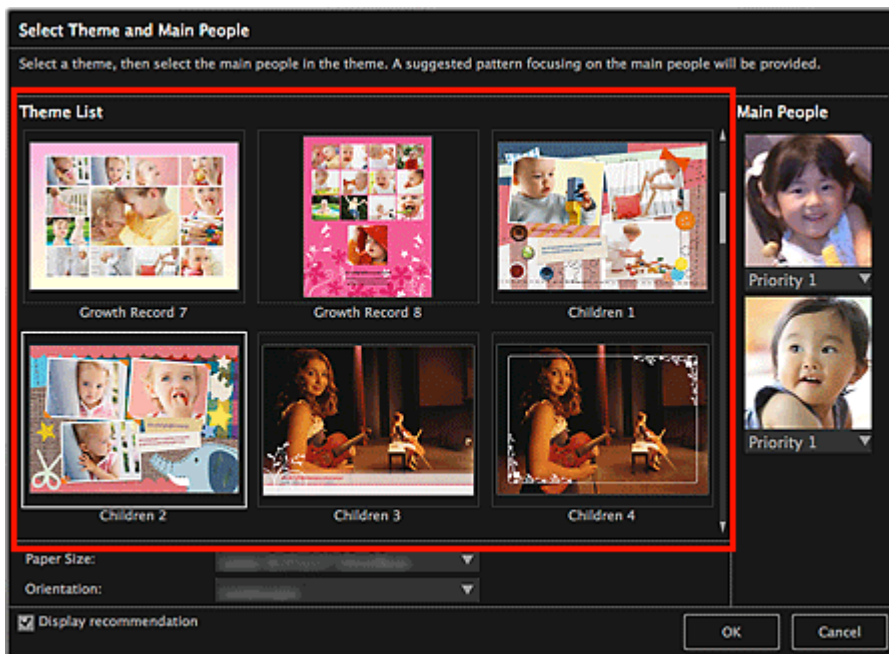 Select Theme and Main People
Select a theme, then select the main people in the theme. A suggested pattern focusing on the main people will be provided.
Theme List
Main People
Growth Record 7
Growth Record 8
Children 1
Priority 1
Children 2
Children 3
Children 4
Priority 1
Paper Size:
Orientation:
Display recommendation
OK
Cancel